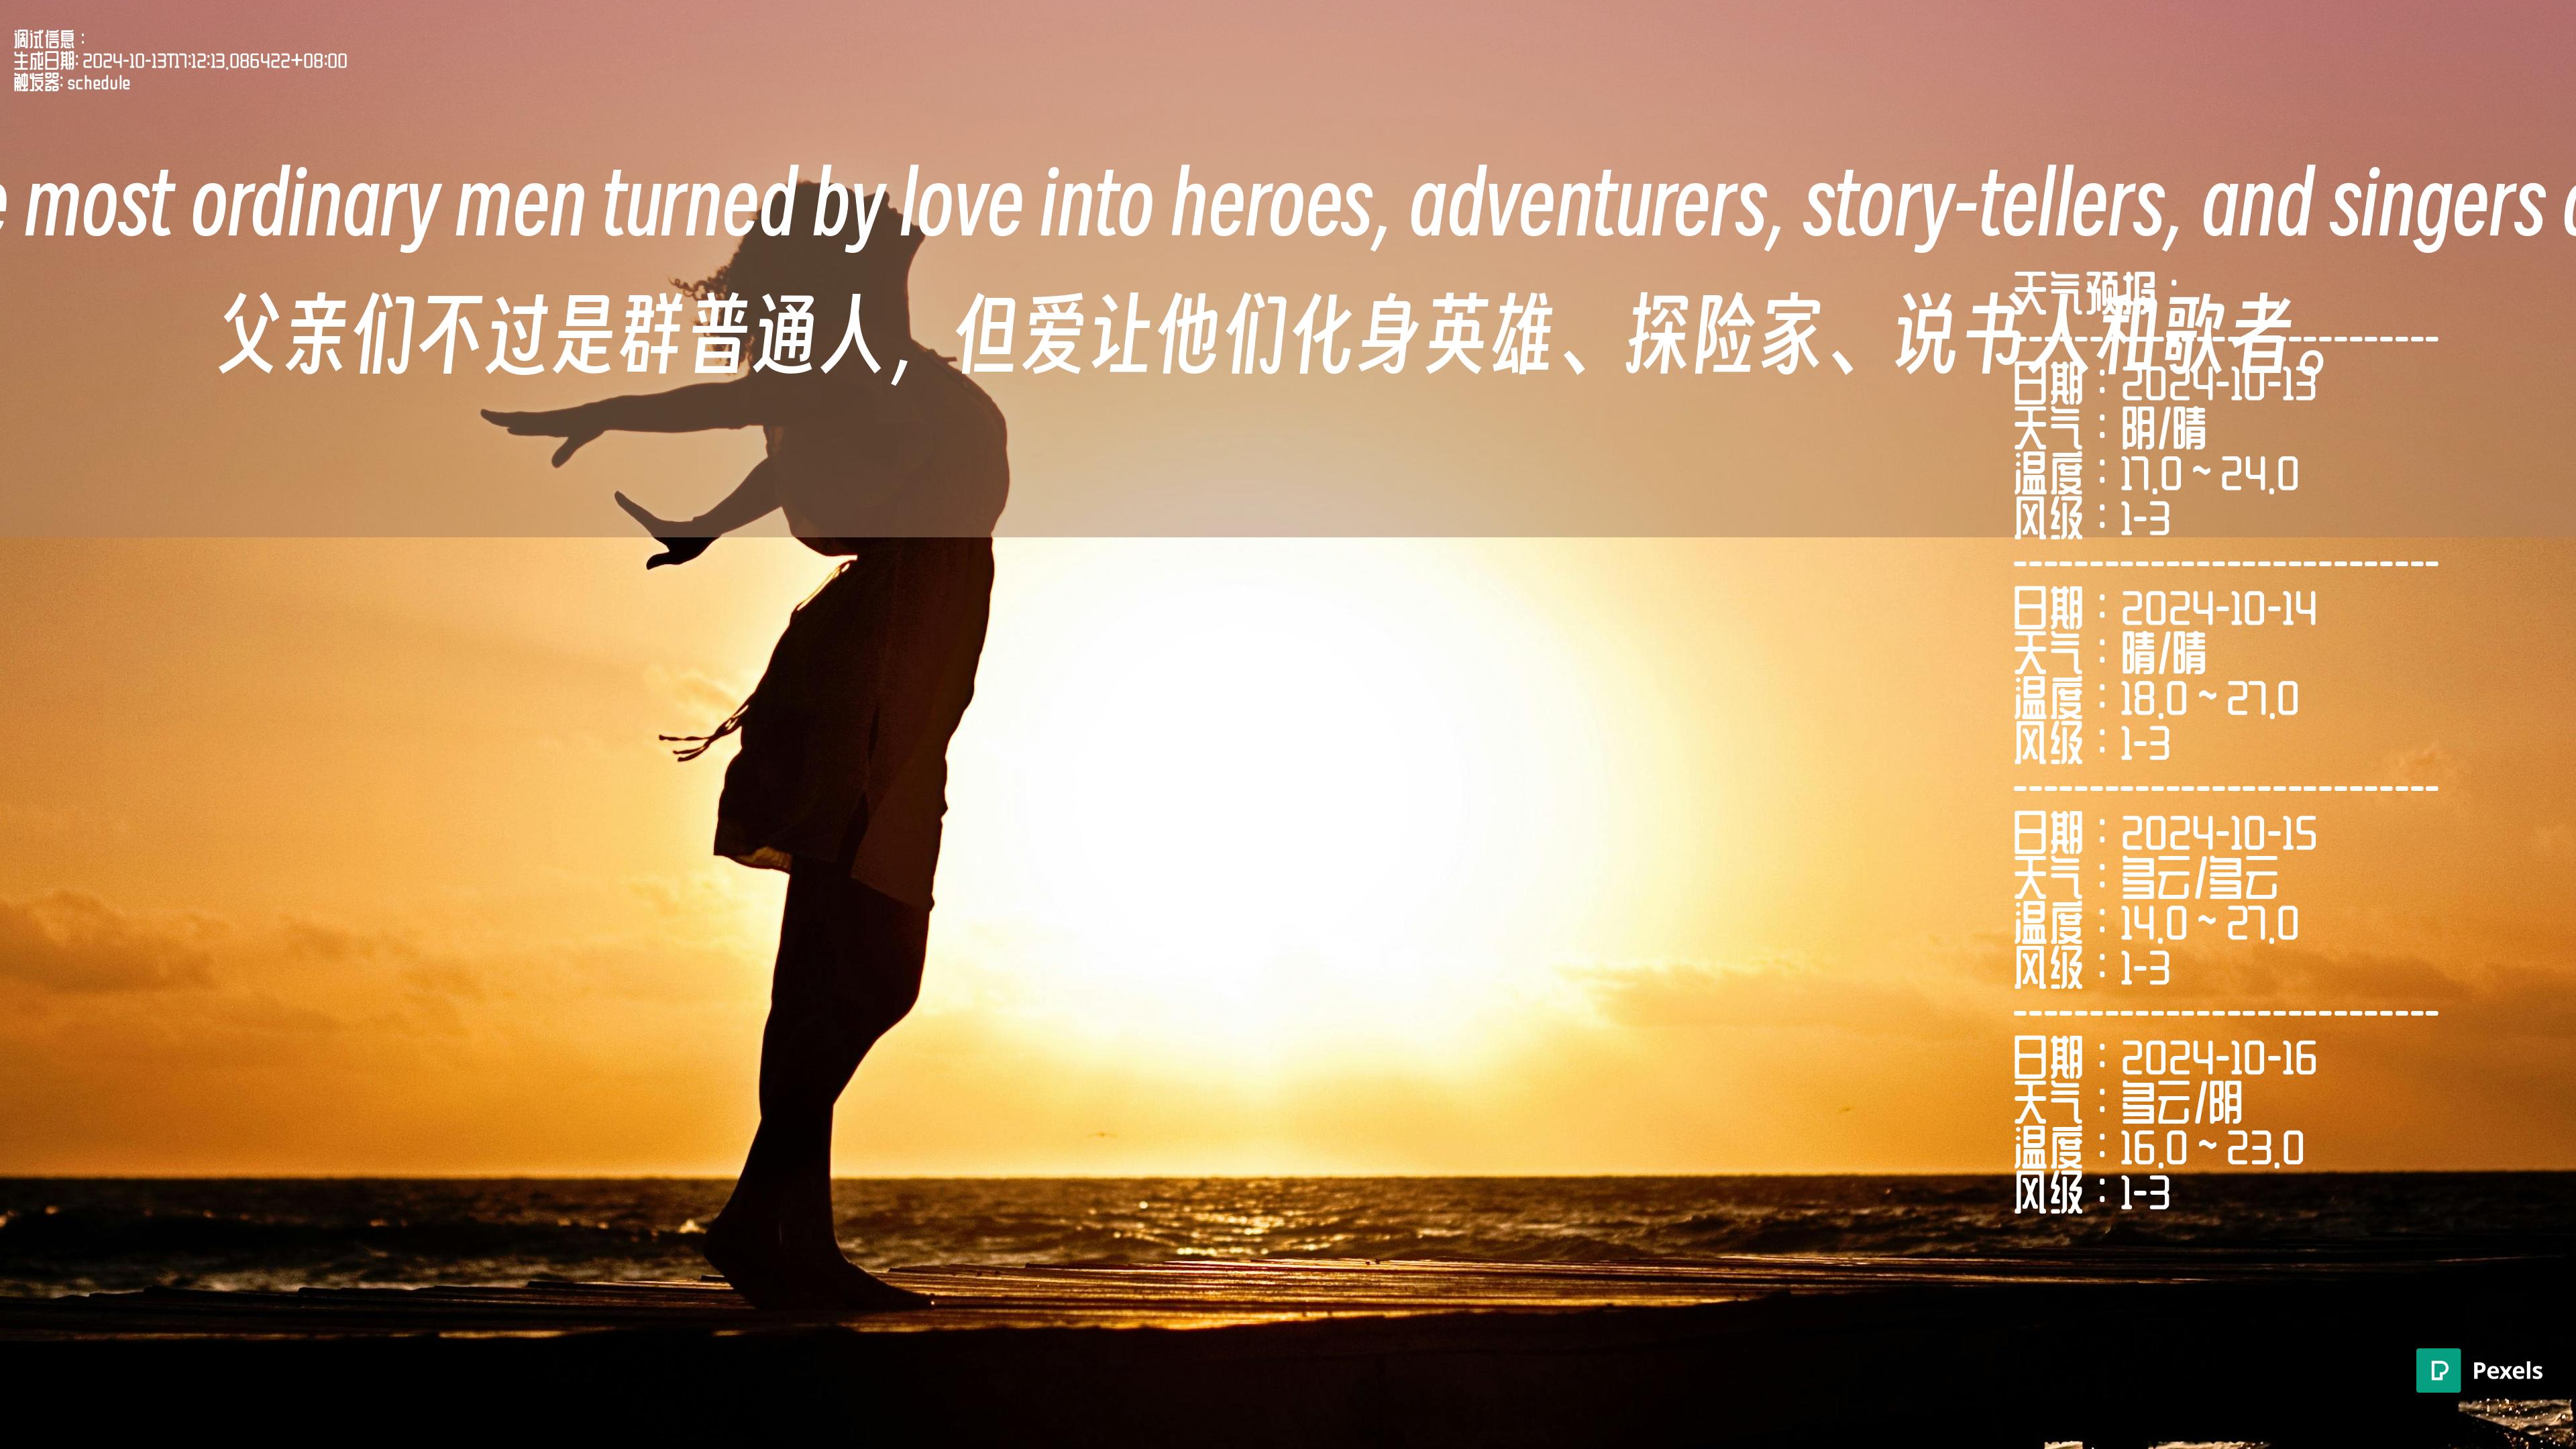 调试信息：
生成日期: 2024-10-13T17:12:13.086422+08:00
触发器: schedule
most ordinary men turned by love into heroes, adventurers, story-tellers, and singers
父亲们不过是群普通人，但爱让他们化身英雄、探险家、说书人和歌者。
天气预报：
----------------------------
日期：2024-10-13
天气：阴/晴
温度：17.0 ~ 24.0
风级：1-3
----------------------------
日期：2024-10-14
天气：晴/晴
温度：18.0 ~ 27.0
风级：1-3
----------------------------
日期：2024-10-15
天气：多云/多云
温度：14.0 ~ 27.0
风级：1-3
----------------------------
日期：2024-10-16
天气：多云/阴
温度：16.0 ~ 23.0
风级：1-3
Pexels